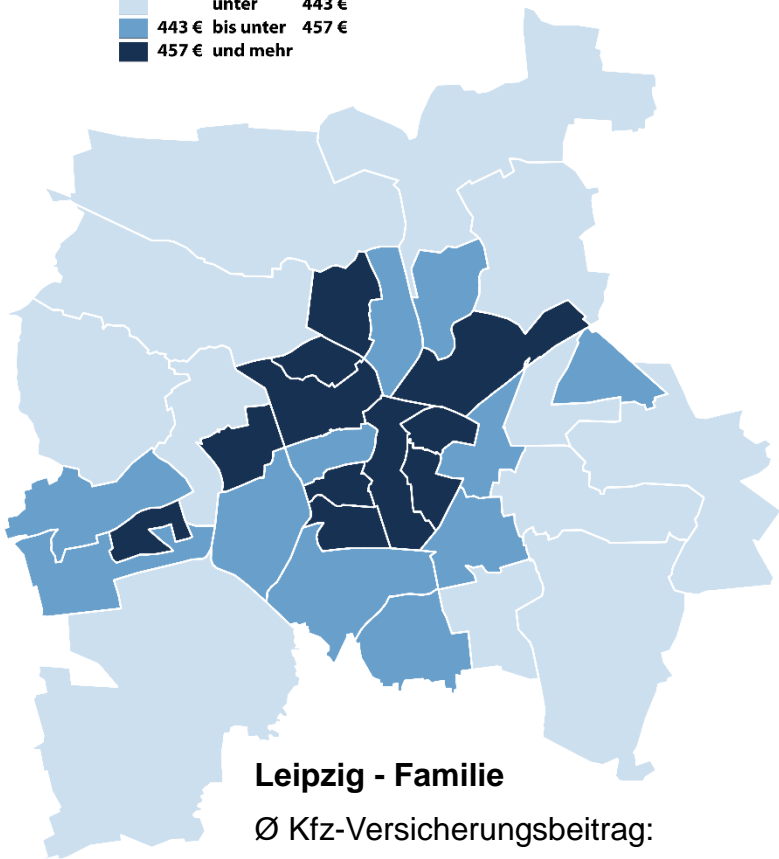 unter 443 €
443 € bis unter 457 €
457 € und mehr
Leipzig - Familie
Ø Kfz-Versicherungsbeitrag: